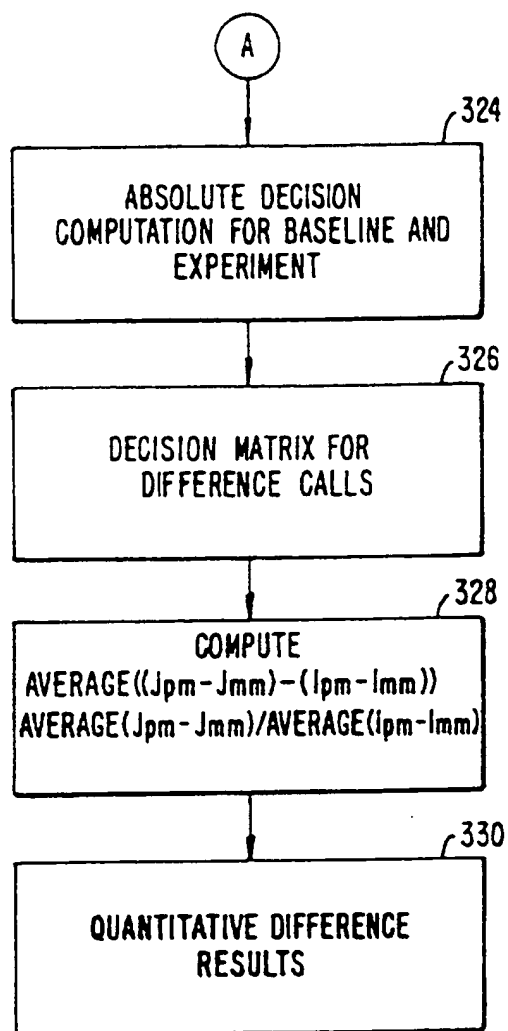 A
324
ABSOLUTE DECISION
COMPUTATION FOR BASELINE AND
EXPERIMENT
326
DECISION MATRIX FOR
DIFFERENCE CALLS
328
COMPUTE
AVERAGE((Jpm-Jmm)-(Ipm-Imm))
AVERAGE(Jpm-Jmm)/AVERAGE(Ipm-Imm)
330
QUANTITATIVE DIFFERENCE
RESULTS